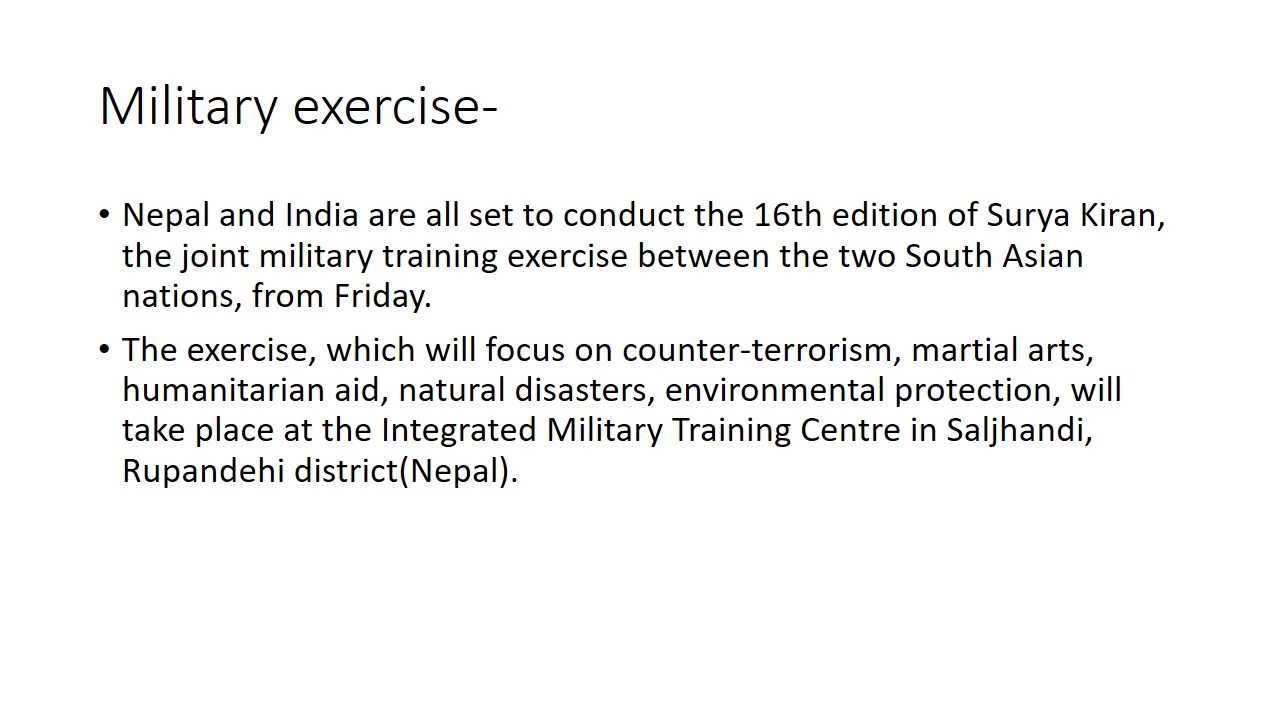 Military exercise-
• Nepal and India are all set to conduct the 16th edition of Surya Kiran,
the joint military training exercise between the two South Asian
nations, from Friday.
• The exercise, which will focus on counter-terrorism, martial arts,
humanitarian aid, natural disasters, environmental protection, will
take place at the Integrated Military Training Centre in Saljhandi,
Rupandehi district(Nepal).